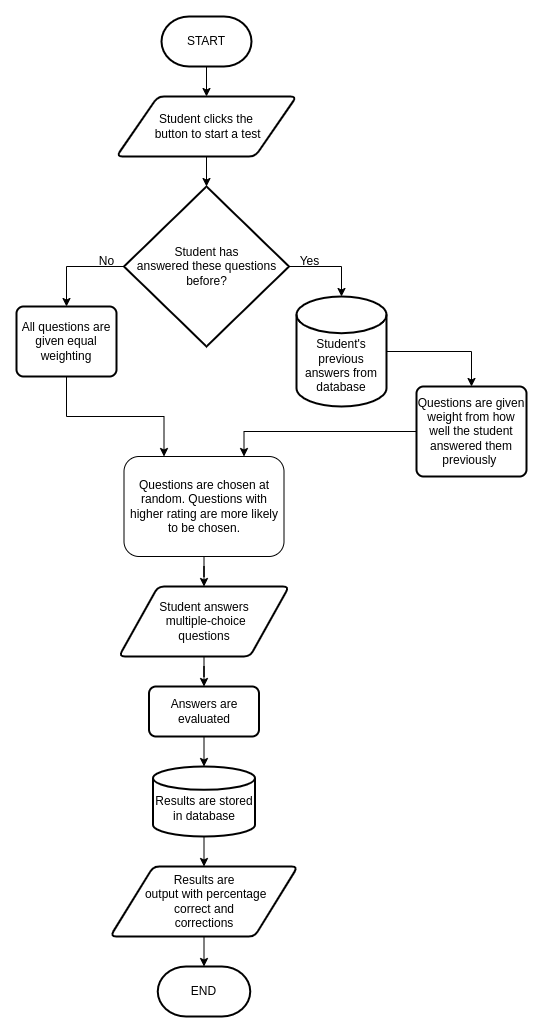 START
Student clicks the
button to start a test
Student has
answered these questions
before?
No
Yes
All questions are
given equal
weighting
Student's
previous
answers from
database
Questions are given
weight from how
well the student
answered them
previously
Questions are chosen at
random. Questions with
higher rating are more likely
to be chosen.
Student answers
multiple-choice
questions
Answers are
evaluated
Results are stored
in database
Results are
output with percentage
correct and
corrections
END